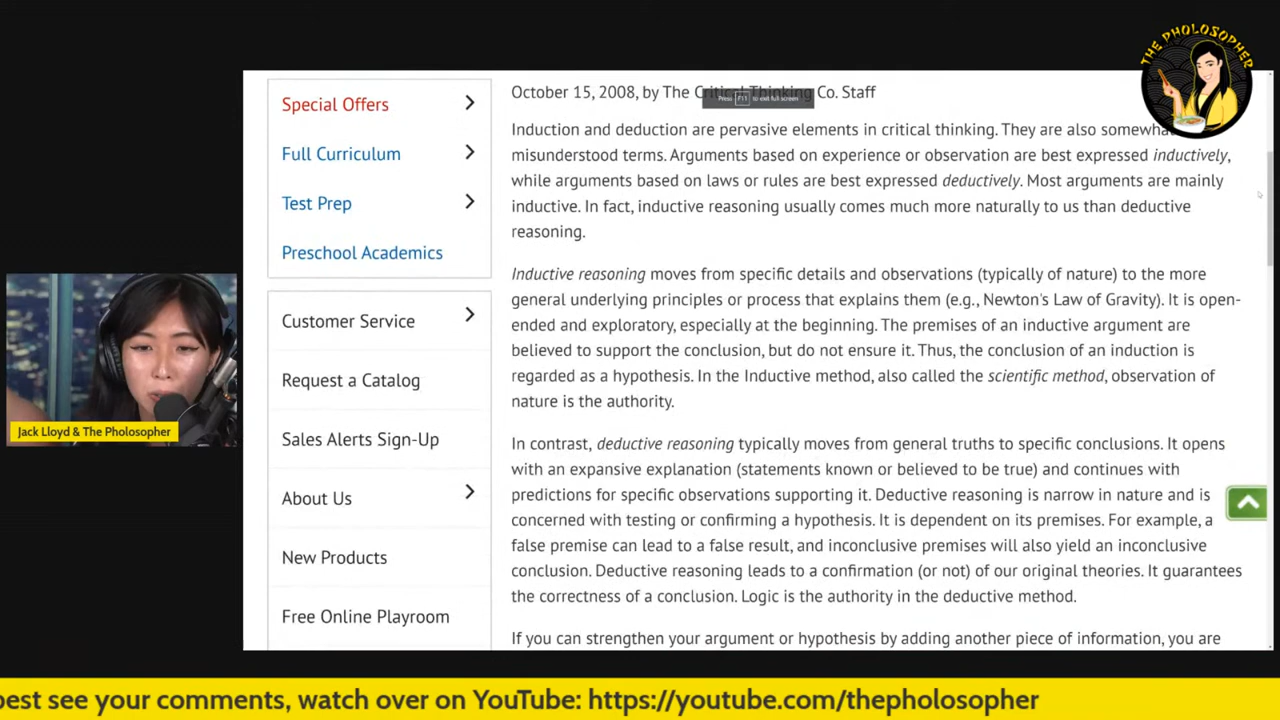 THE PHOLOSOPHER
Special Offers
Full Curriculum
Test Prep
Preschool Academics
Customer Service
Request a Catalog
Sales Alerts Sign-Up
About Us
New Products
Free Online Playroom
October 15, 2008, by The Critical Thinking Co. Staff
Press F11 to exit full screen
Induction and deduction are pervasive elements in critical thinking. They are also somewhat
misunderstood terms. Arguments based on experience or observation are best expressed inductively,
while arguments based on laws or rules are best expressed deductively. Most arguments are mainly
inductive. In fact, inductive reasoning usually comes much more naturally to us than deductive
reasoning.
Inductive reasoning moves from specific details and observations (typically of nature) to the more
general underlying principles or process that explains them (e.g., Newton's Law of Gravity). It is open-
ended and exploratory, especially at the beginning. The premises of an inductive argument are
believed to support the conclusion, but do not ensure it. Thus, the conclusion of an induction is
regarded as a hypothesis. In the Inductive method, also called the scientific method, observation of
nature is the authority.
In contrast, deductive reasoning typically moves from general truths to specific conclusions. It opens
with an expansive explanation (statements known or believed to be true) and continues with
predictions for specific observations supporting it. Deductive reasoning is narrow in nature and is
concerned with testing or confirming a hypothesis. It is dependent on its premises. For example, a
false premise can lead to a false result, and inconclusive premises will also yield an inconclusive
conclusion. Deductive reasoning leads to a confirmation (or not) of our original theories. It guarantees
the correctness of a conclusion. Logic is the authority in the deductive method.
If you can strengthen your argument or hypothesis by adding another piece of information, you are
Jack Lloyd & The Pholosopher
best see your comments, watch over on YouTube: https://youtube.com/thepholosopher